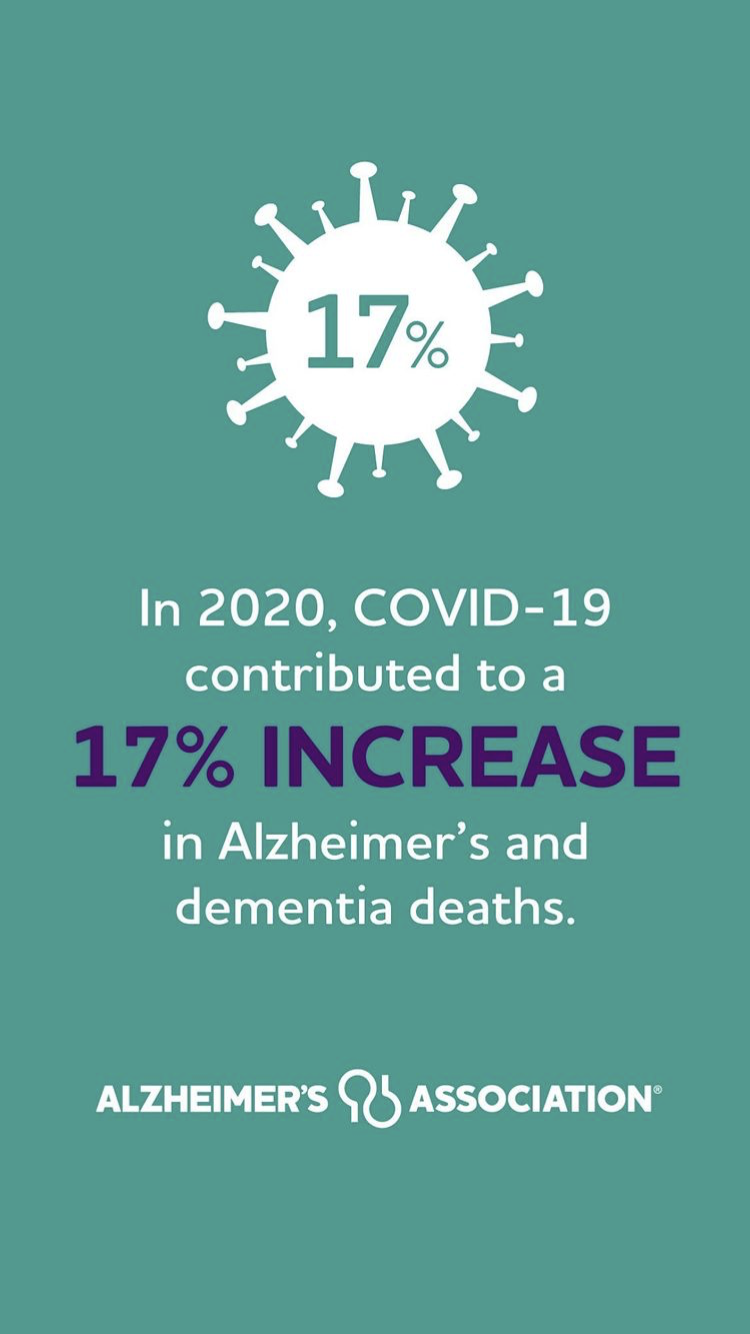 17%
In 2020, COVID-19
contributed to a
17% INCREASE
in Alzheimer’s and
dementia deaths.
ALZHEIMER’S ASSOCIATION®